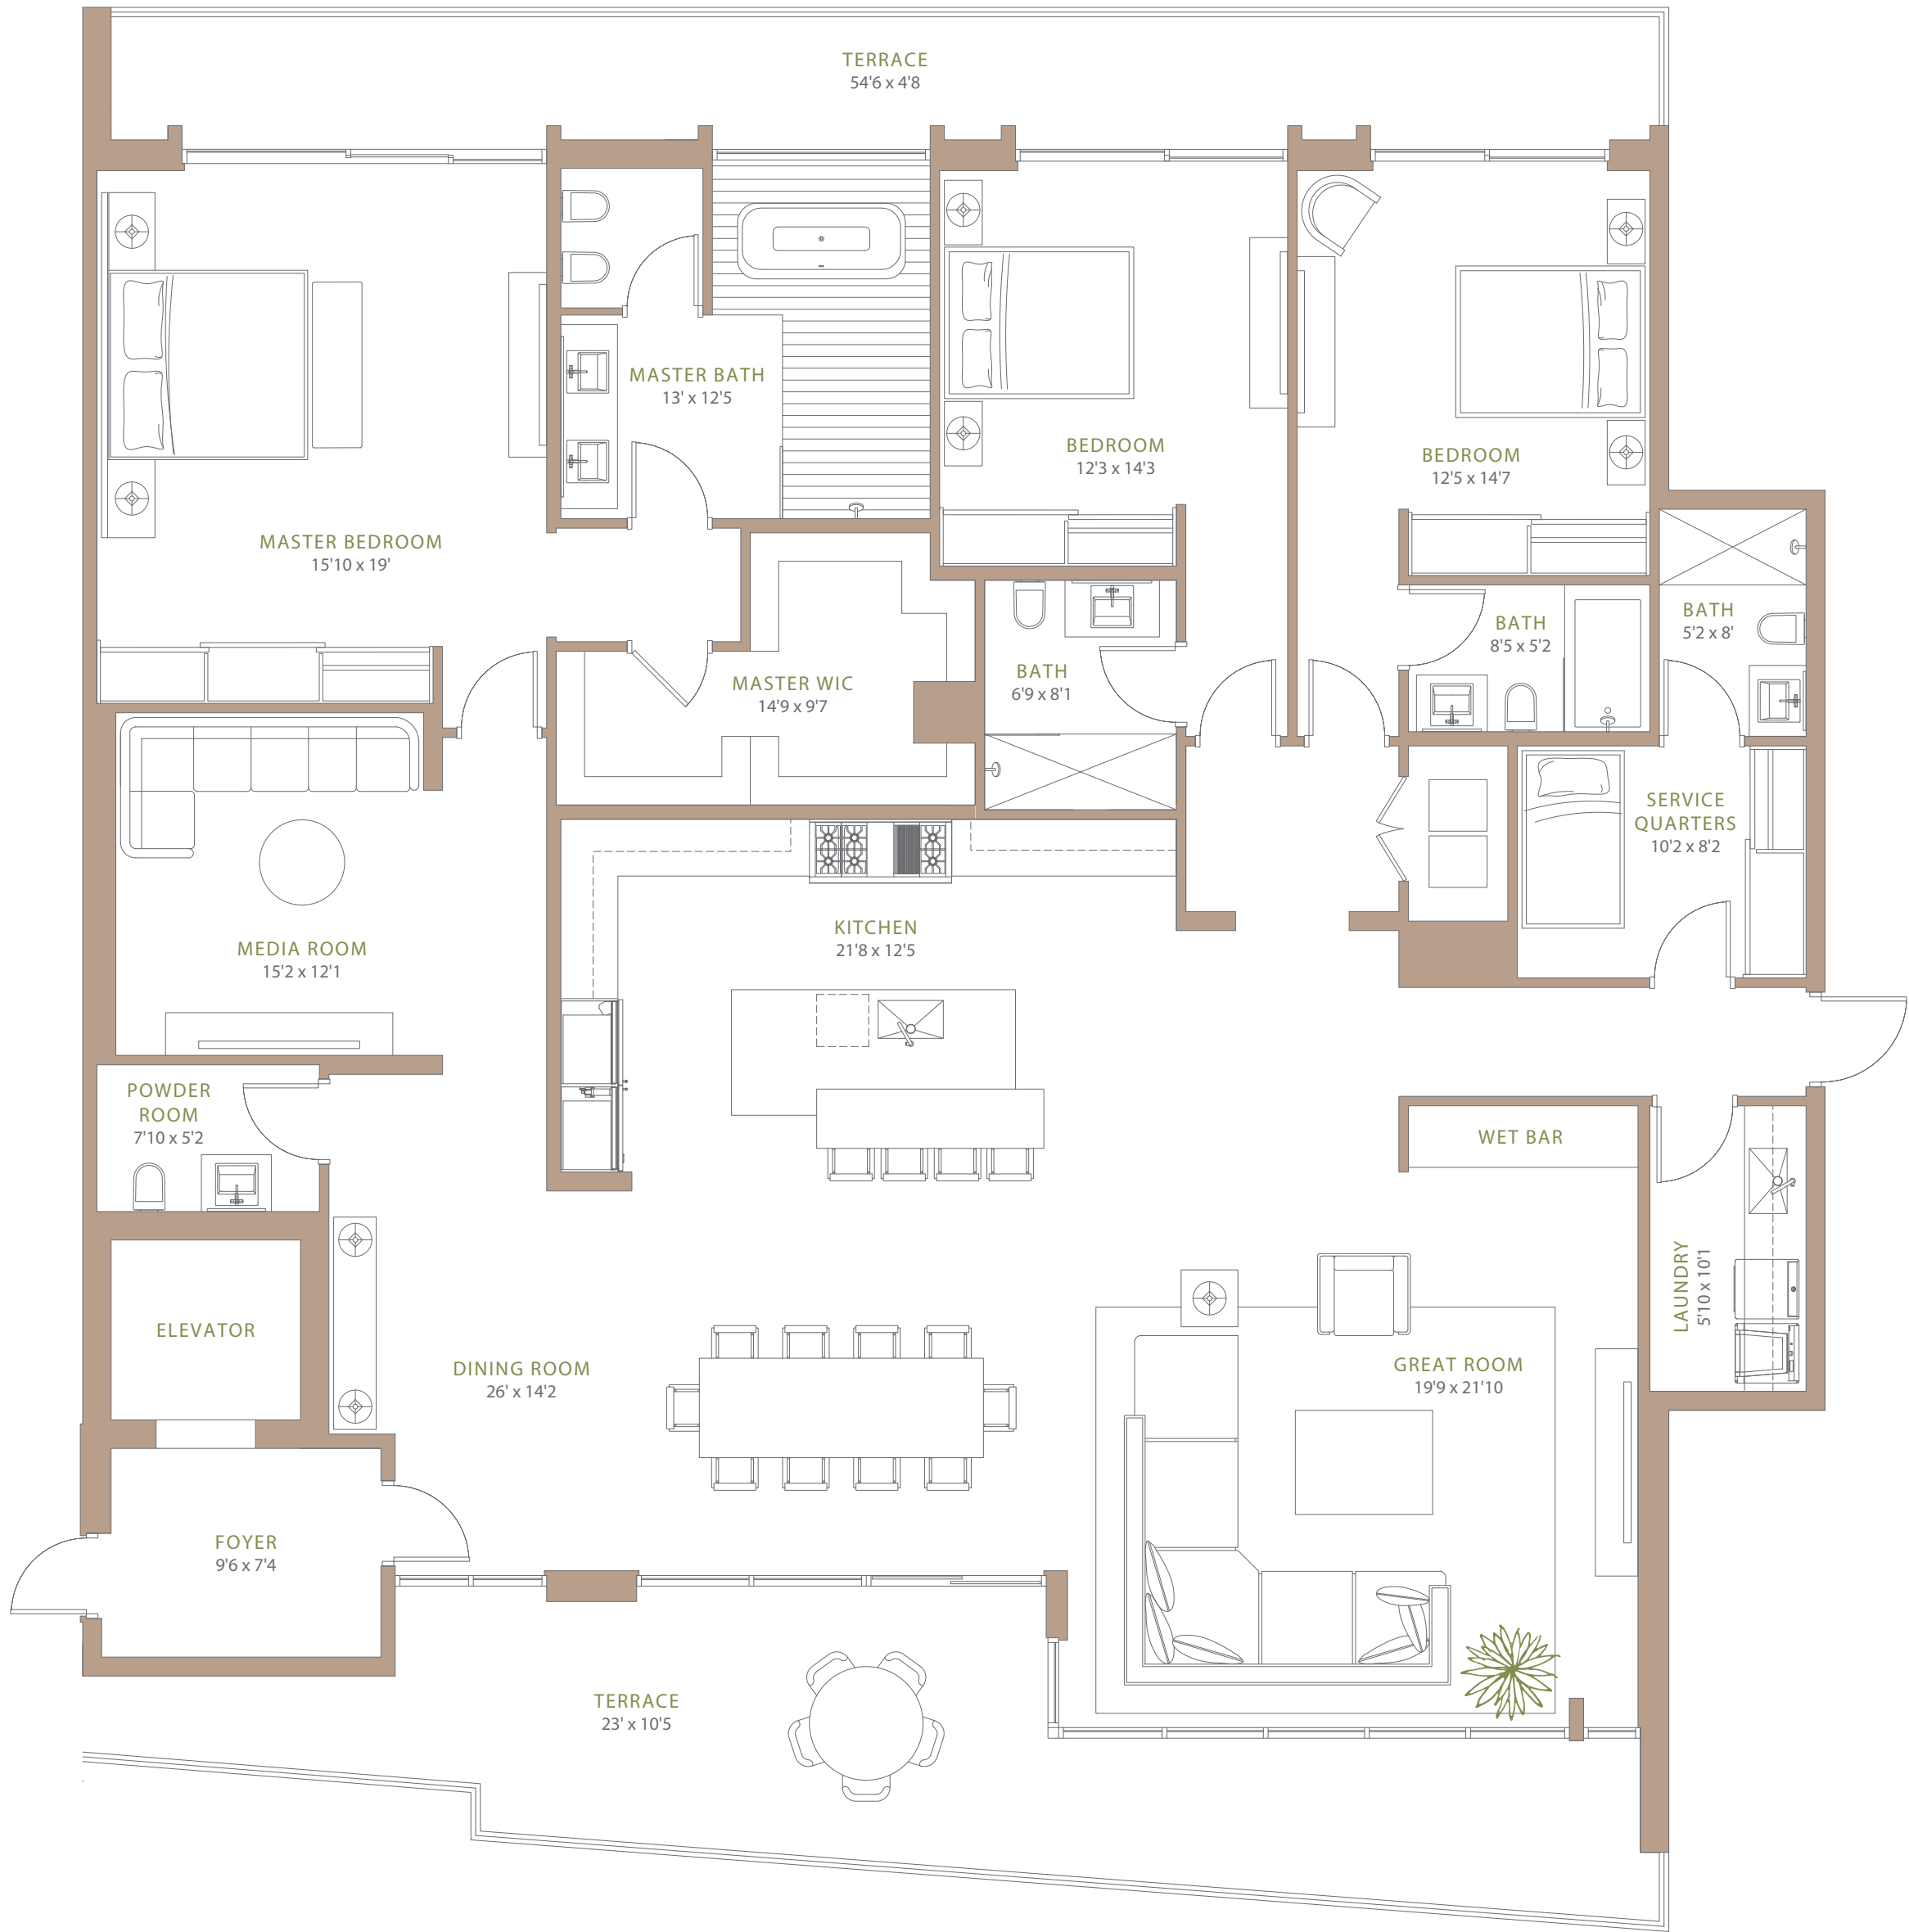 TERRACE
54'6 x 4'8
MASTER BATH
13' x 12'5
BEDROOM
12'3 x 14'3
BEDROOM
12'5 x 14'7
MASTER BEDROOM
15'10 x 19'
BATH
5'2 x 8'
BATH
8'5 x 5'2
BATH
6'9 x 8'1
MASTER WIC
14'9 x 9'7
SERVICE
QUARTERS
10'2 x 8'2
KITCHEN
21'8 x 12'5
MEDIA ROOM
15'2 x 12'1
POWDER
ROOM
7'10 x 5'2
WET BAR
LAUNDRY
5'10 x 10'1
ELEVATOR
DINING ROOM
26' x 14'2
GREAT ROOM
19'9 x 21'10
FOYER
9'6 x 7'4
TERRACE
23' x 10'5